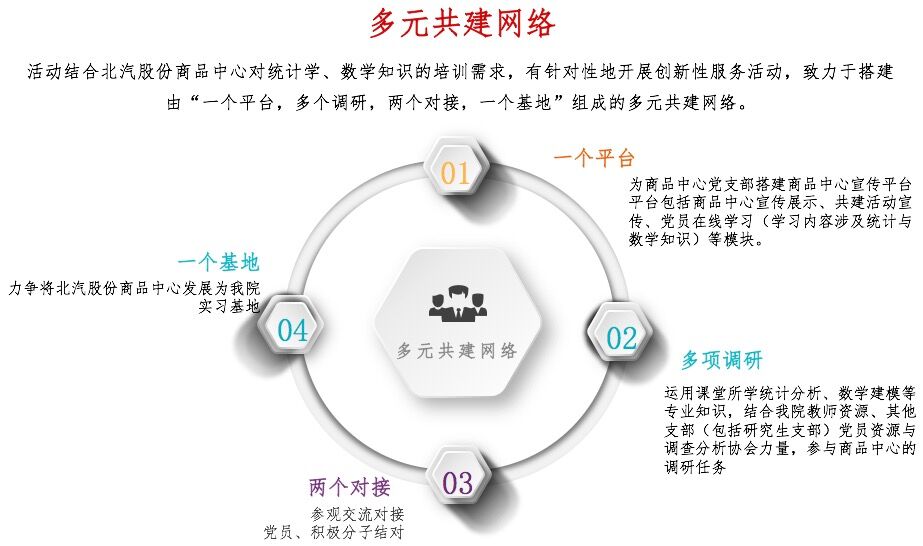 多元共建网络
活动结合北汽股份商品中心对统计学、数学知识的培训需求，有针对性地开展创新性服务活动，致力于搭建
由“一个平台，多个调研，两个对接，一个基地”组成的多元共建网络。
01
一个平台
为商品中心党支部搭建商品中心宣传平台
平台包括商品中心宣传展示、共建活动宣
传、党员在线学习（学习内容涉及统计与
数学知识）等模块。
02
多项调研
运用课堂所学统计分析、数学建模等
专业知识，结合我院教师资源、其他
支部（包括研究生支部）党员资源与
调查分析协会力量，参与商品中心的
调研任务
03
两个对接
参观交流对接
党员、积极分子结对
04
一个基地
力争将北汽股份商品中心发展为我院
实习基地
多元共建网络